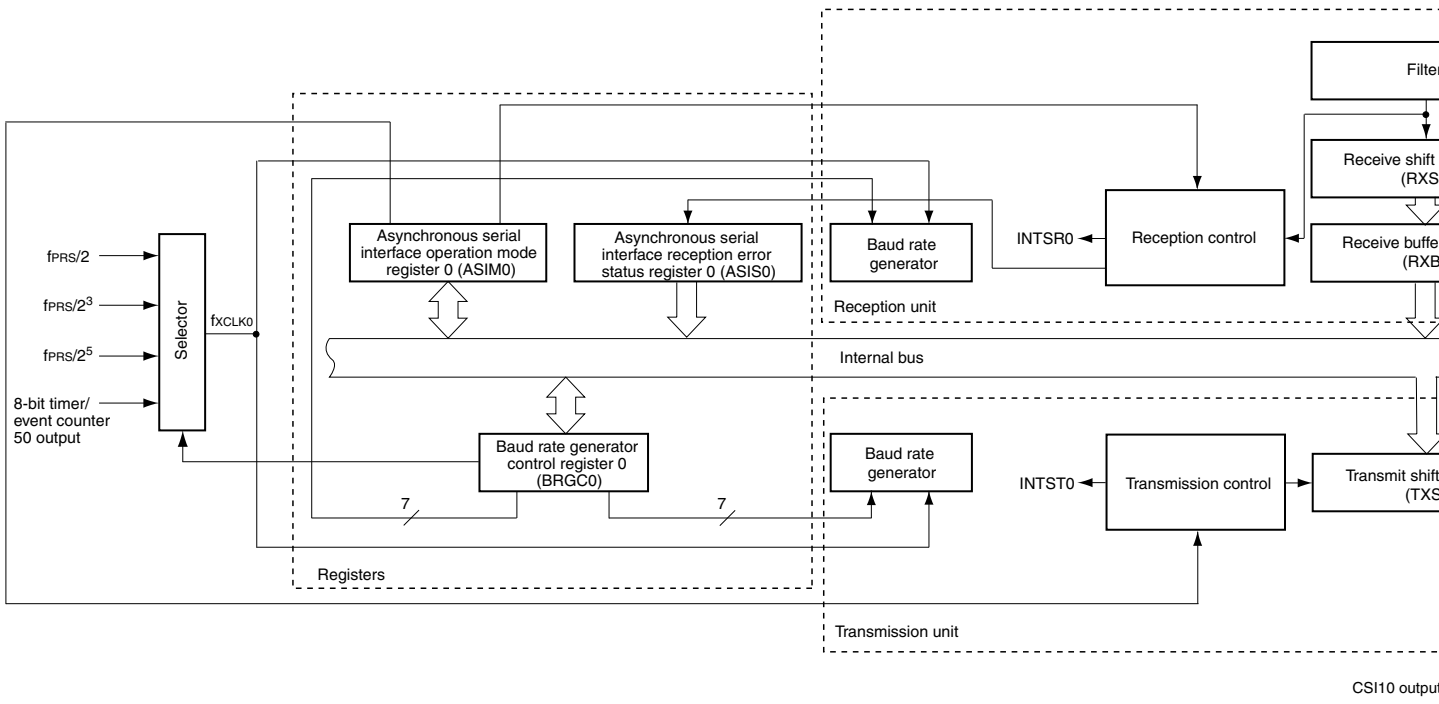 Filter
Receive shift
(RXS
Asynchronous serial
interface operation mode
register 0 (ASIM0)
Asynchronous serial
interface reception error
status register 0 (ASIS0)
Baud rate
generator
INTSR0
Reception control
Receive buffe
(RXB
Reception unit
fPRS/2
fPRS/2³
fPRS/2⁵
8-bit timer/
event counter
50 output
Selector
fXCLK0
Internal bus
Baud rate generator
control register 0
(BRGC0)
7
7
Registers
Baud rate
generator
INTST0
Transmission control
Transmit shift
(TXS
Transmission unit
CSI10 output